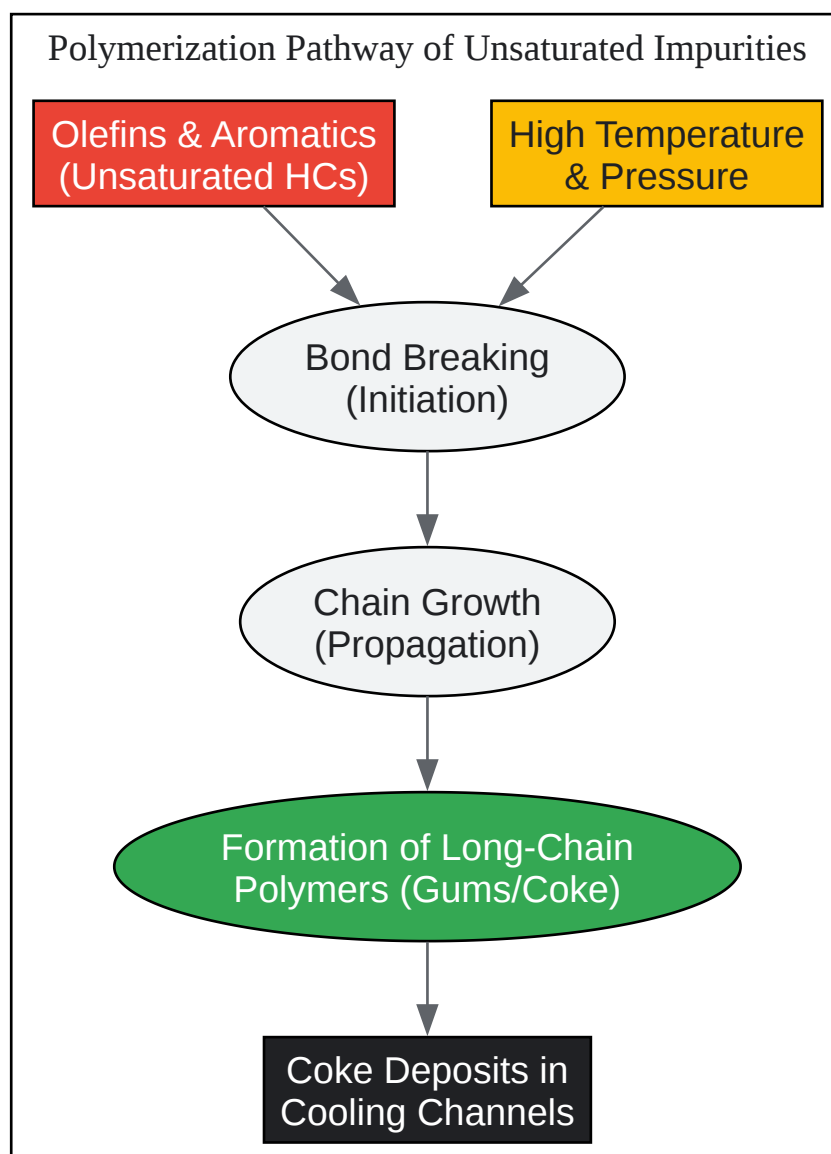 Polymerization Pathway of Unsaturated Impurities
Olefins & Aromatics
(Unsaturated HCs)
High Temperature
& Pressure
Bond Breaking
(Initiation)
Chain Growth
(Propagation)
Formation of Long-Chain
Polymers (Gums/Coke)
Coke Deposits in
Cooling Channels